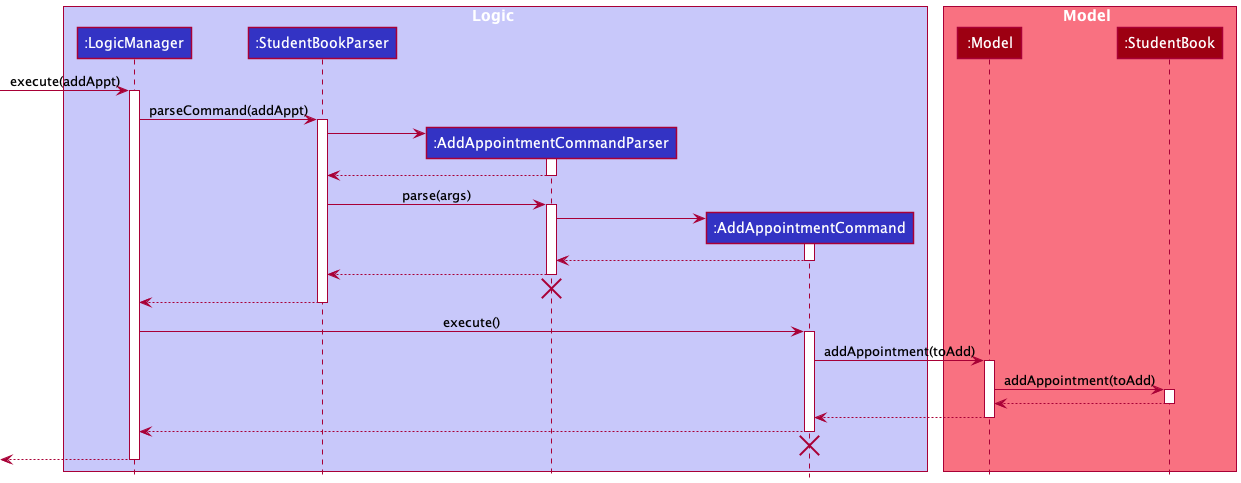 Logic
Model
:LogicManager
:StudentBookParser
:Model
:StudentBook
execute(addAppt)
parseCommand(addAppt)
:AddAppointmentCommandParser
parse(args)
:AddAppointmentCommand
execute()
addAppointment(toAdd)
addAppointment(toAdd)